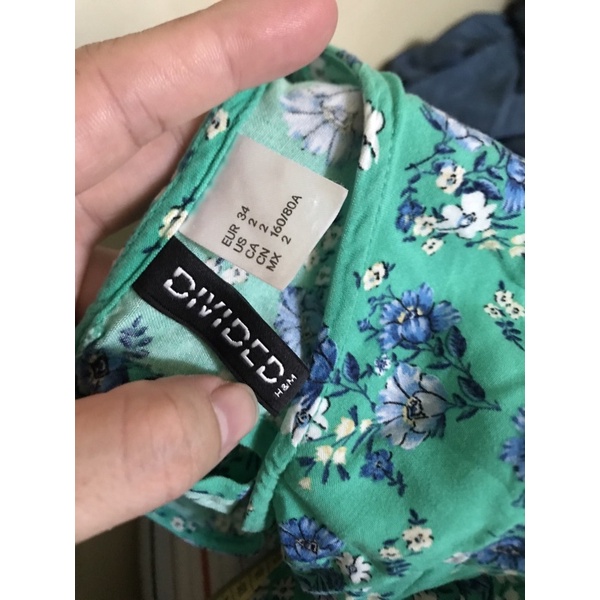 EUR 34
US 2
CA 2
CN 160/80A
MX 2
DIVIDED
H&M